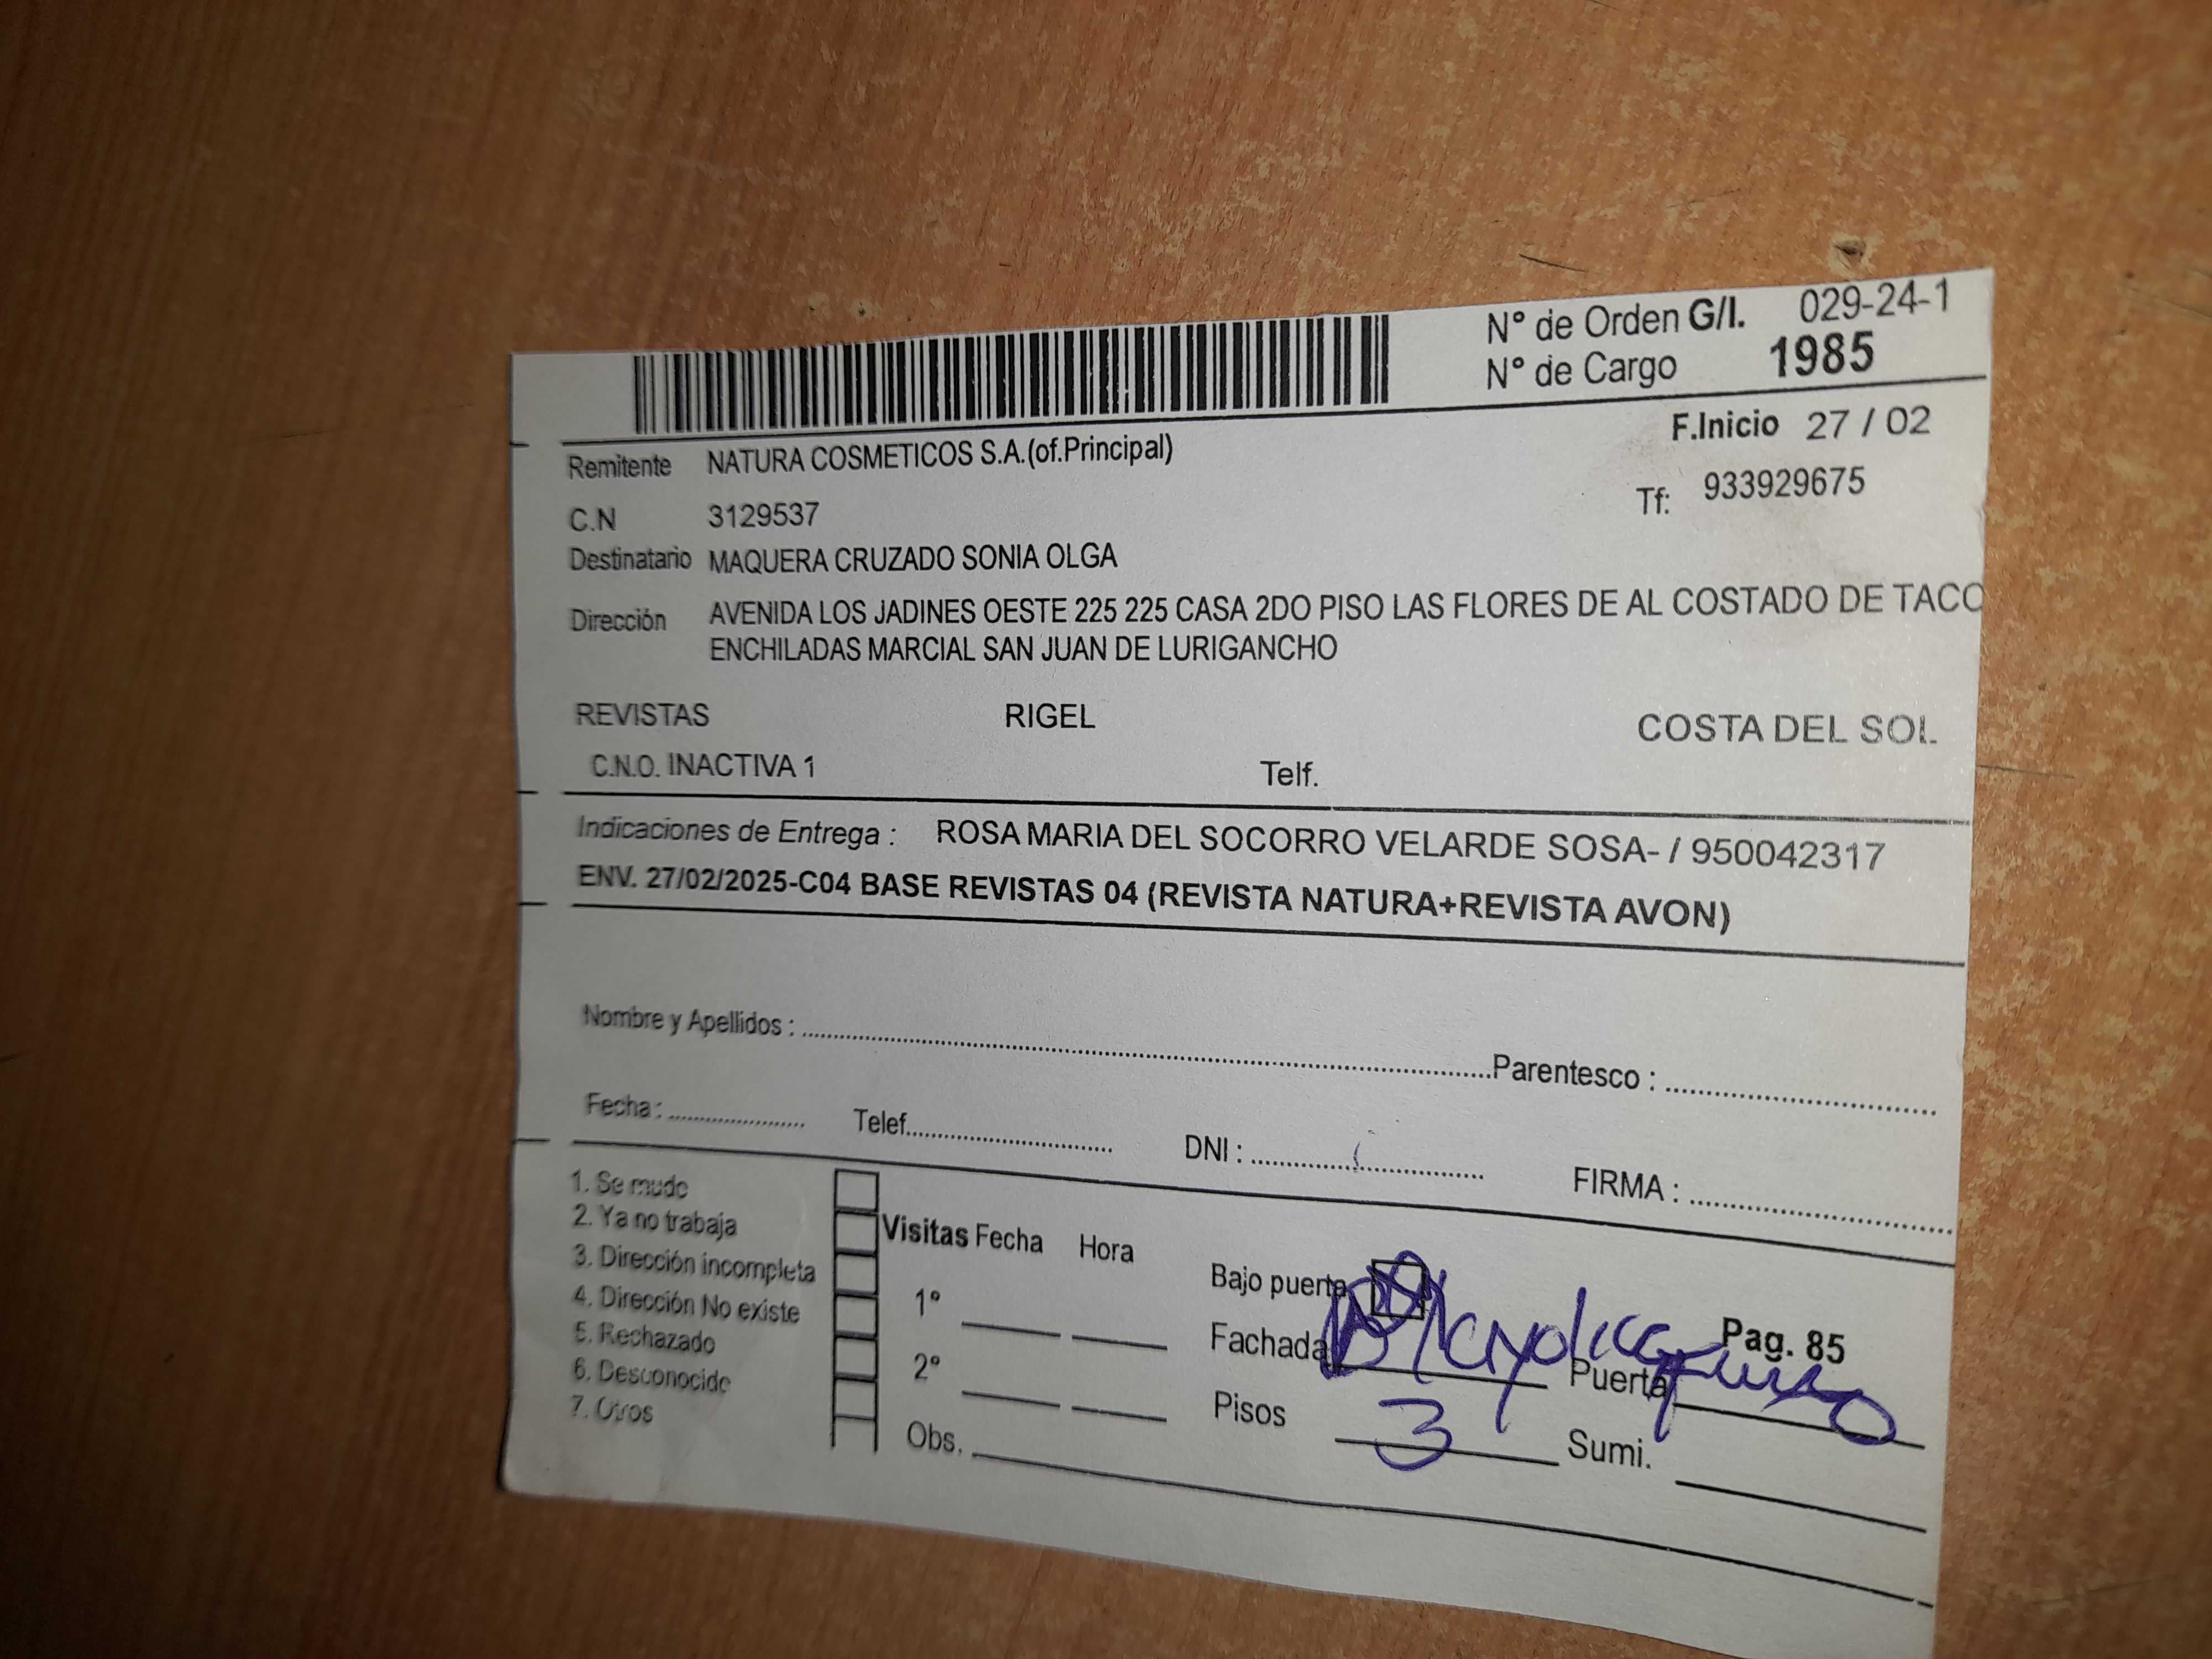 N° de Orden G/I. 029-24-1
N° de Cargo 1985
F.Inicio 27 / 02
Remitente NATURA COSMETICOS S.A.(of.Principal)
Tf: 933929675
C.N 3129537
Destinatario MAQUERA CRUZADO SONIA OLGA
Dirección AVENIDA LOS JADINES OESTE 225 225 CASA 2DO PISO LAS FLORES DE AL COSTADO DE TACO
ENCHILADAS MARCIAL SAN JUAN DE LURIGANCHO
REVISTAS RIGEL COSTA DEL SOL
C.N.O. INACTIVA 1 Telf.
Indicaciones de Entrega : ROSA MARIA DEL SOCORRO VELARDE SOSA- / 950042317
ENV. 27/02/2025-C04 BASE REVISTAS 04 (REVISTA NATURA+REVISTA AVON)
Nombre y Apellidos : Parentesco :
Fecha : Telef. DNI : FIRMA :
1. Se mudo
2. Ya no trabaja
3. Dirección incompleta
4. Dirección No existe
5. Rechazado
6. Desconocido
7. Otros
Visitas Fecha Hora
1°
2°
Obs.
Bajo puerta
Pag. 85
Fachada Puerta
Pisos 3 Sumi.